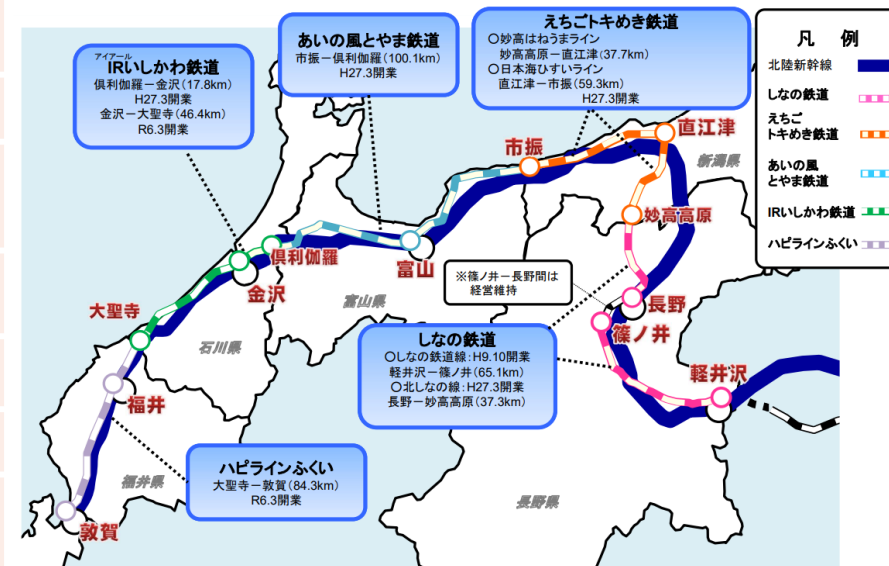 アイアール
IRいしかわ鉄道
倶利伽羅－金沢(17.8km)
H27.3開業
金沢－大聖寺(46.4km)
R6.3開業
あいの風とやま鉄道
市振－倶利伽羅(100.1km)
H27.3開業
えちごトキめき鉄道
〇妙高はねうまライン
妙高高原－直江津(37.7km)
〇日本海ひすいライン
直江津－市振(59.3km)
H27.3開業
凡 例
北陸新幹線
しなの鉄道
えちご
トキめき鉄道
あいの風
とやま鉄道
IRいしかわ鉄道
ハピラインふくい
直江津
市振
新潟県
妙高高原
倶利伽羅
富山
金沢
富山県
※篠ノ井－長野間は
経営維持
長野
篠ノ井
大聖寺
石川県
しなの鉄道
〇しなの鉄道線:H9.10開業
軽井沢－篠ノ井(65.1km)
〇北しなの線:H27.3開業
長野－妙高高原(37.3km)
軽井沢
福井
ハピラインふくい
大聖寺－敦賀(84.3km)
R6.3開業
福井県
長野県
敦賀